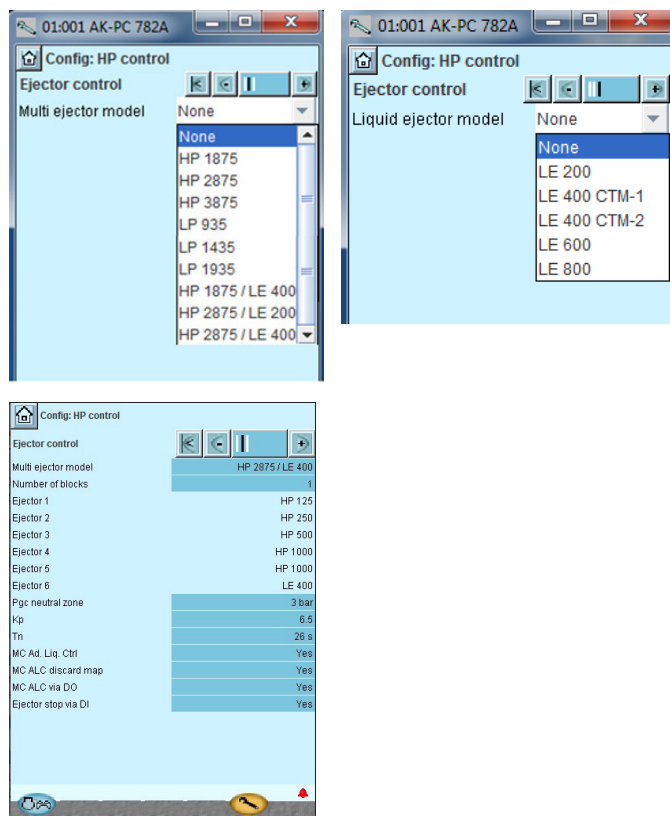 01:001 AK-PC 782A
Config: HP control
Ejector control
Multi ejector model None
None
HP 1875
HP 2875
HP 3875
LP 935
LP 1435
LP 1935
HP 1875 / LE 400
HP 2875 / LE 200
HP 2875 / LE 400
01:001 AK-PC 782A
Config: HP control
Ejector control
Liquid ejector model None
None
LE 200
LE 400 CTM-1
LE 400 CTM-2
LE 600
LE 800
Config: HP control
Ejector control
Multi ejector model HP 2875 / LE 400
Number of blocks 1
Ejector 1 HP 125
Ejector 2 HP 250
Ejector 3 HP 500
Ejector 4 HP 1000
Ejector 5 HP 1000
Ejector 6 LE 400
Pgc neutral zone 3 bar
Kp 6.5
Tn 26 s
MC Ad. Liq. Ctrl Yes
MC ALC discard map Yes
MC ALC via DO Yes
Ejector stop via DI Yes